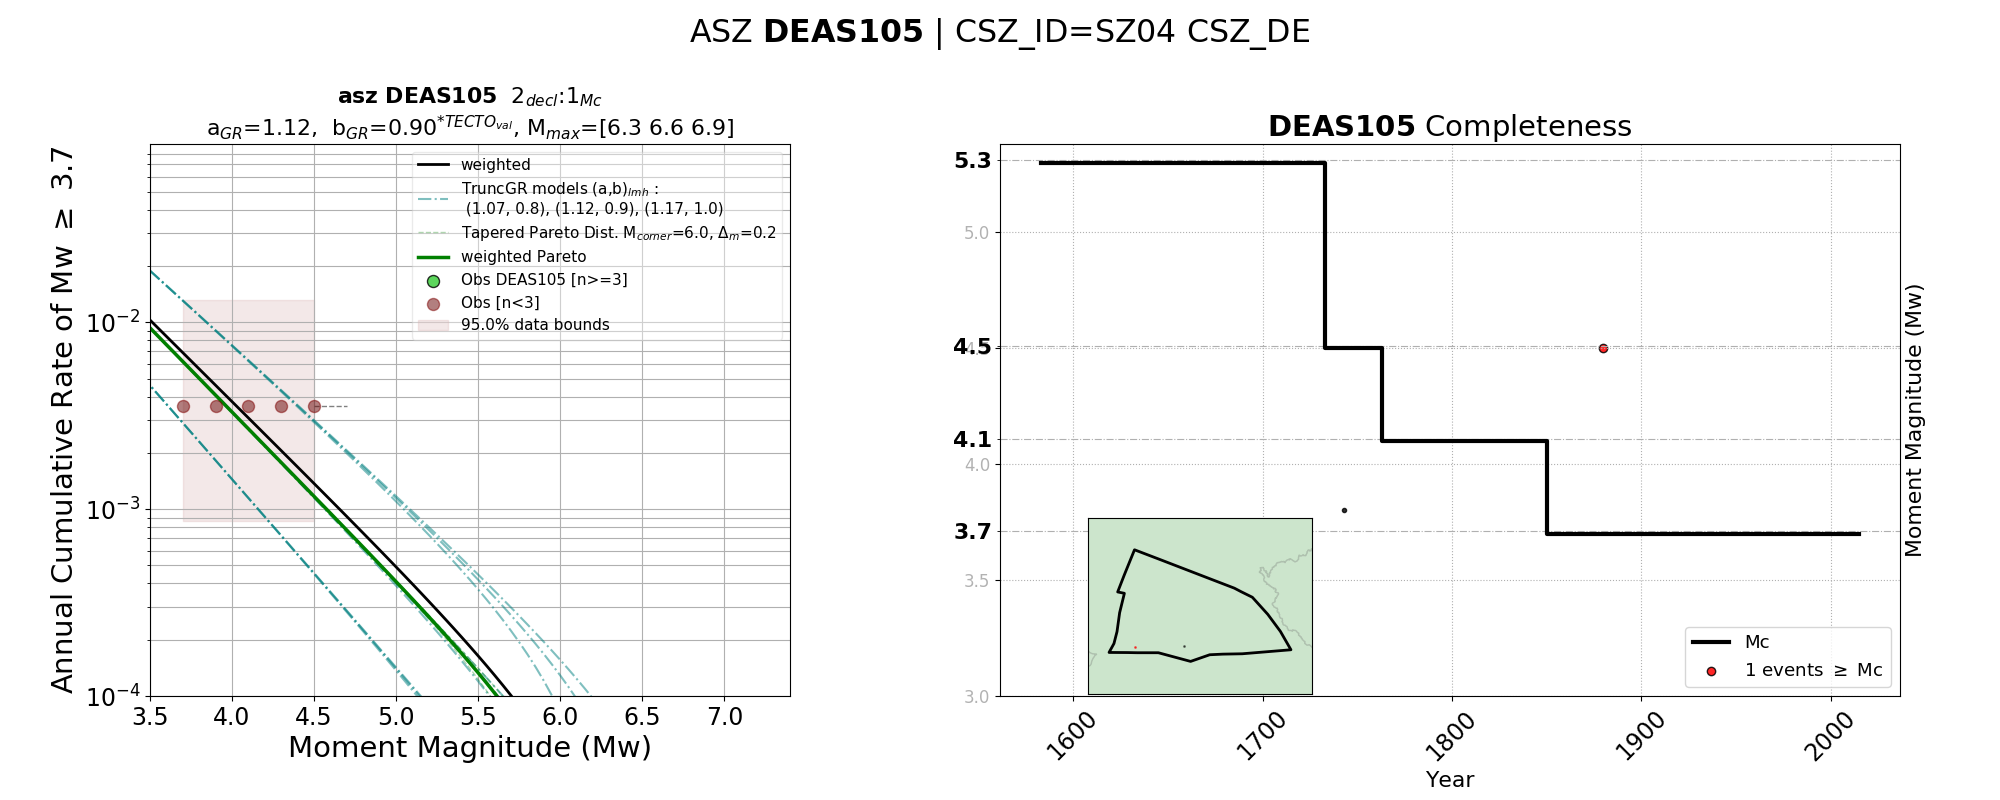 ASZ DEAS105 | CSZ_ID=SZ04 CSZ_DE
asz DEAS105 2decl:1Mc
aGR=1.12, bGR=0.90*TECTOval, Mmax=[6.3 6.6 6.9]
Annual Cumulative Rate of Mw ≥ 3.7
weighted
TruncGR models (a,b)lmh :
(1.07, 0.8), (1.12, 0.9), (1.17, 1.0)
Tapered Pareto Dist. Mcorner=6.0, Δm=0.2
weighted Pareto
Obs DEAS105 [n>=3]
Obs [n<3]
95.0% data bounds
10−2
10−3
10−4
3.5 4.0 4.5 5.0 5.5 6.0 6.5 7.0
Moment Magnitude (Mw)
DEAS105 Completeness
5.3
5.0
4.5
4.1
4.0
3.7
3.5
3.0
Moment Magnitude (Mw)
Mc
1 events ≥ Mc
1600 1700 1800 1900 2000
Year